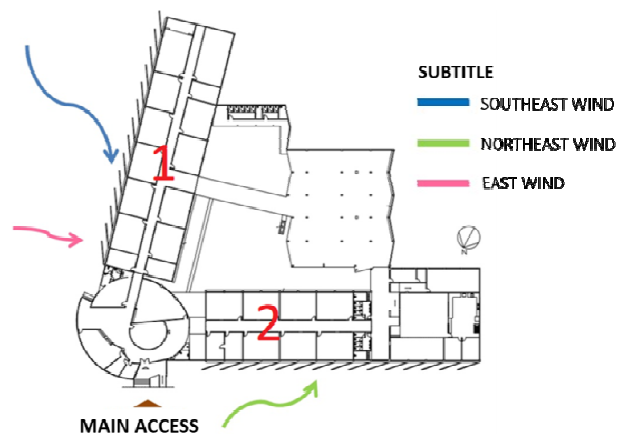 SUBTITLE
SOUTHEAST WIND
NORTHEAST WIND
EAST WIND
1
N
2
MAIN ACCESS